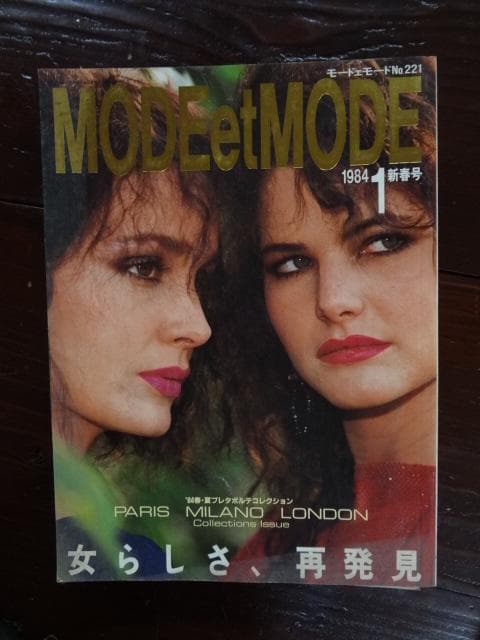 モードェモードNo.221
MODEetMODE
1984 1 新春号
'84春・夏プレタポルテコレクション
PARIS MILANO LONDON
Collections Issue
女らしさ、再発見